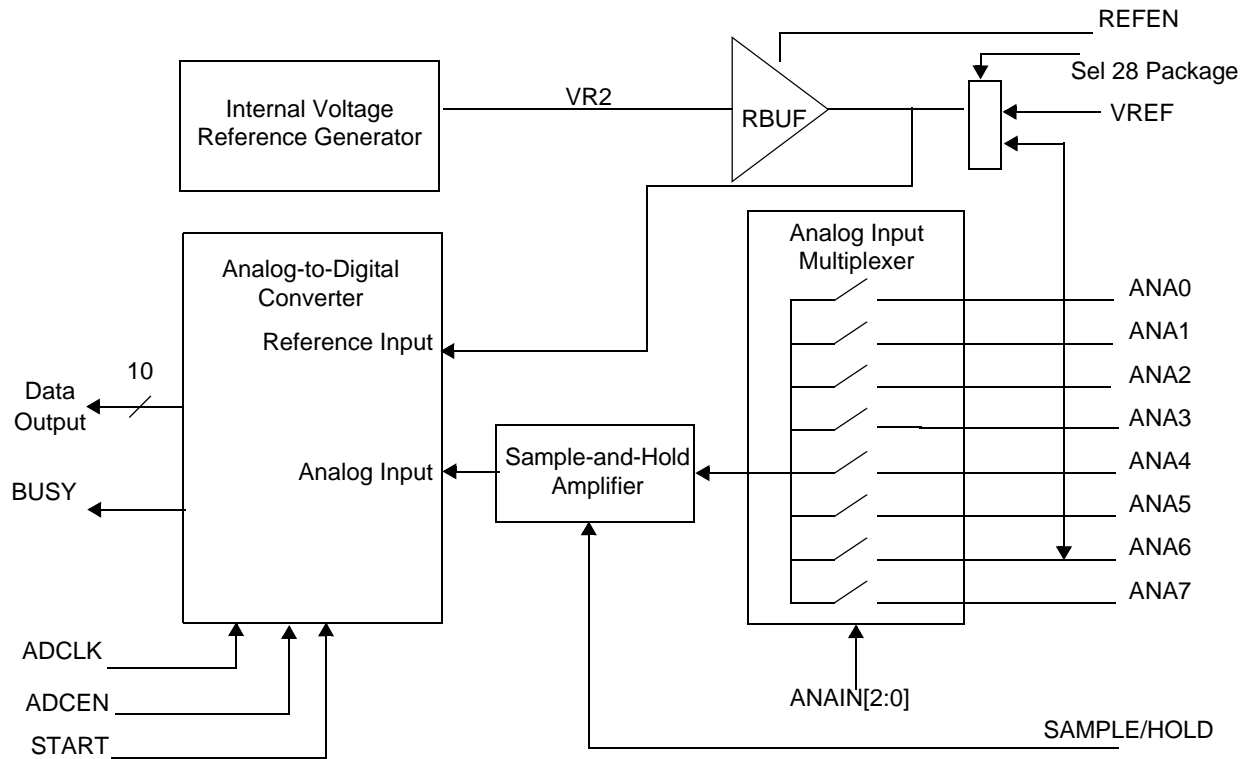 REFEN
Sel 28 Package
Internal Voltage
Reference Generator
VR2
RBUF
VREF
Analog Input
Multiplexer
Analog-to-Digital
Converter
ANA0
ANA1
Reference Input
10
Data
Output
ANA2
ANA3
Sample-and-Hold
Amplifier
Analog Input
ANA4
BUSY
ANA5
ANA6
ANA7
ADCLK
ADCEN
ANAIN[2:0]
START
SAMPLE/HOLD